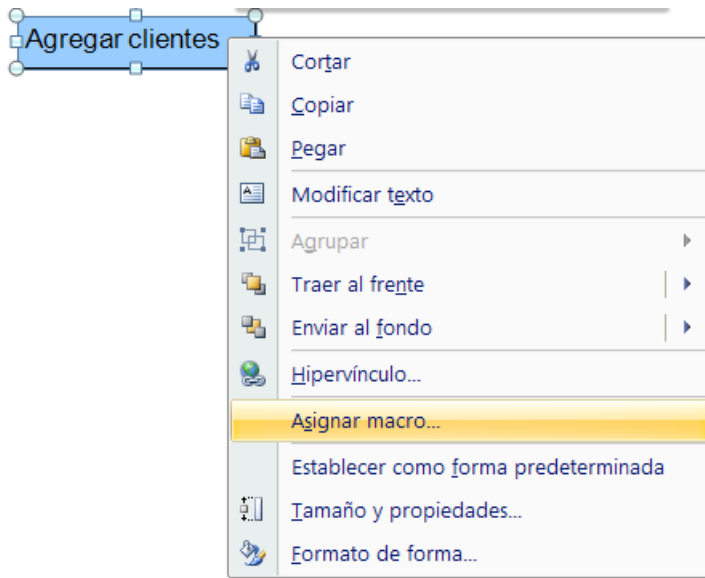 Agregar clientes
Cortar
Copiar
Pegar
Modificar texto
Agrupar
Traer al frente
Enviar al fondo
Hipervínculo...
Asignar macro...
Establecer como forma predeterminada
Tamaño y propiedades...
Formato de forma...